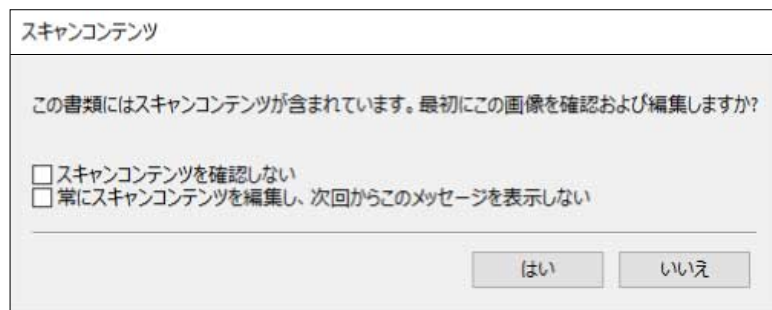 スキャンコンテンツ
この書類にはスキャンコンテンツが含まれています。最初にこの画像を確認および編集しますか?
スキャンコンテンツを確認しない
常にスキャンコンテンツを編集し、次回からこのメッセージを表示しない
はい
いいえ